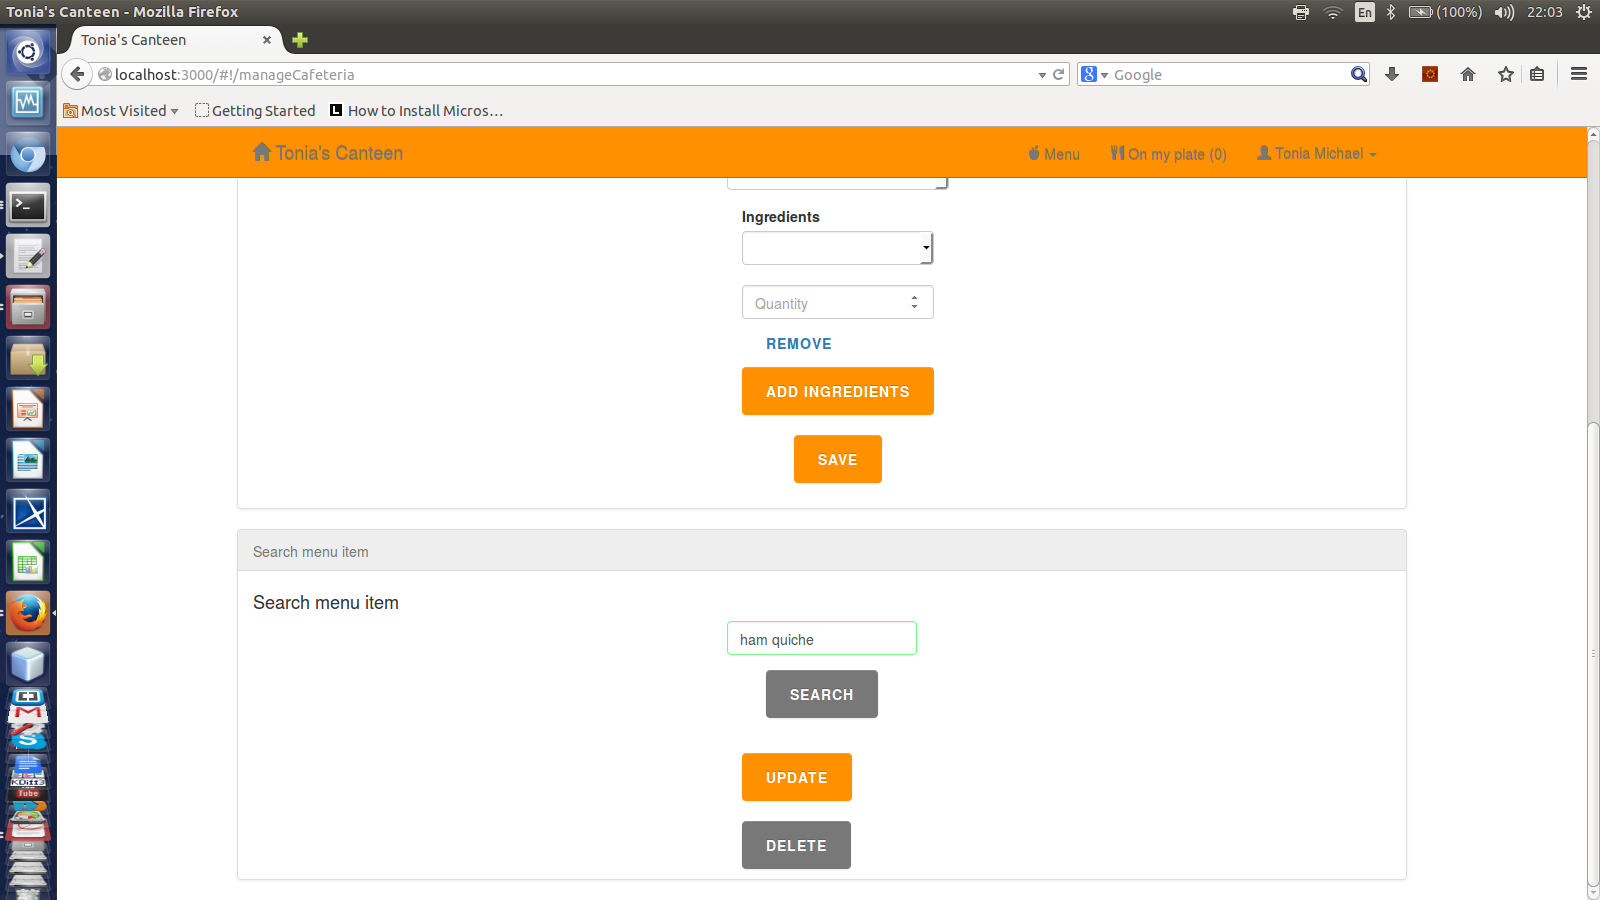 Tonia's Canteen - Mozilla Firefox
En
(100%)
22:03
Tonia's Canteen
localhost:3000/#!/manageCafeteria
Google
Most Visited
Getting Started
How to Install Micros...
Tonia's Canteen
Menu
On my plate (0)
Tonia Michael
Ingredients
Quantity
REMOVE
ADD INGREDIENTS
SAVE
Search menu item
Search menu item
ham quiche
SEARCH
UPDATE
DELETE
KDiff3
Tube